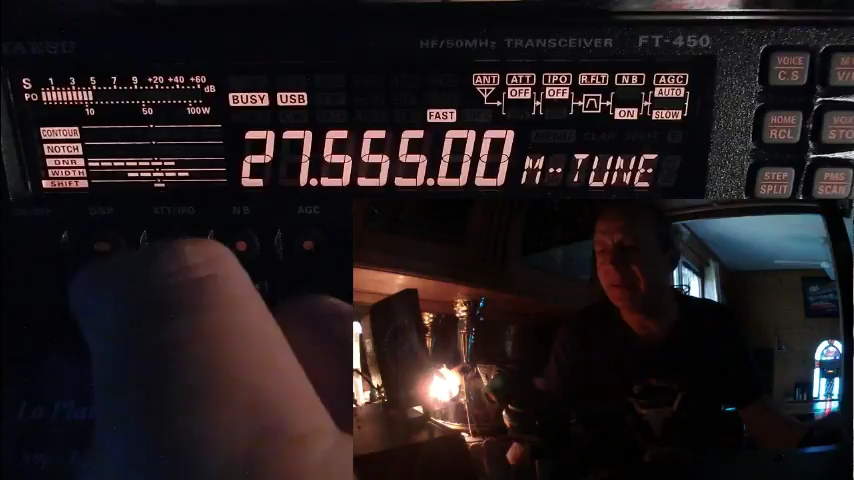 YAESU
HF/50MHz TRANSCEIVER FT-450
S 1 3 5 7 9 +20 +40 +60 dB
PO
10 50 100W
BUSY USB
FAST
ANT ATT IPO R.FLT NB AGC
OFF OFF AUTO
ON SLOW
CONTOUR
NOTCH
DNR
WIDTH
SHIFT
27.555.00 M-TUNE
VOICE
C.S
HOME
RCL
STEP
SPLIT
PMS
SCAN
DSP ATT/IPO NB AGC
La Pla